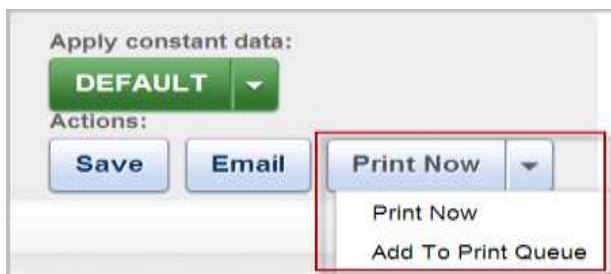 Apply constant data:
DEFAULT
Actions:
Save Email Print Now
Print Now
Add To Print Queue